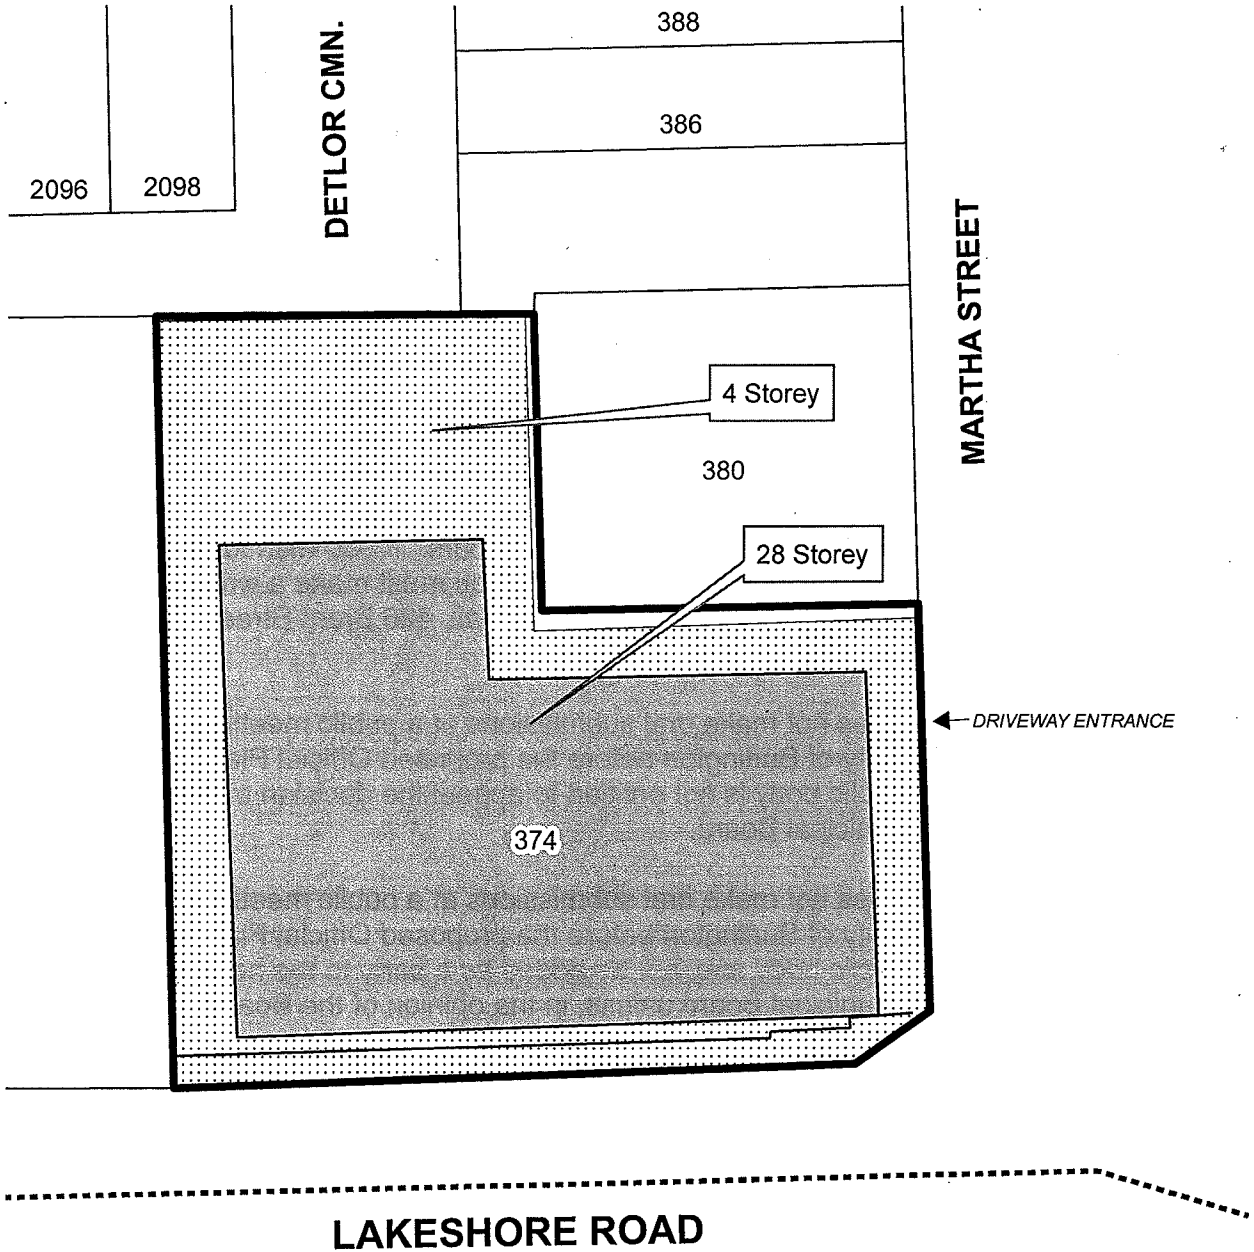 388
DETLOR CMN.
386
2096
2098
MARTHA STREET
4 Storey
380
28 Storey
DRIVEWAY ENTRANCE
374
LAKESHORE ROAD